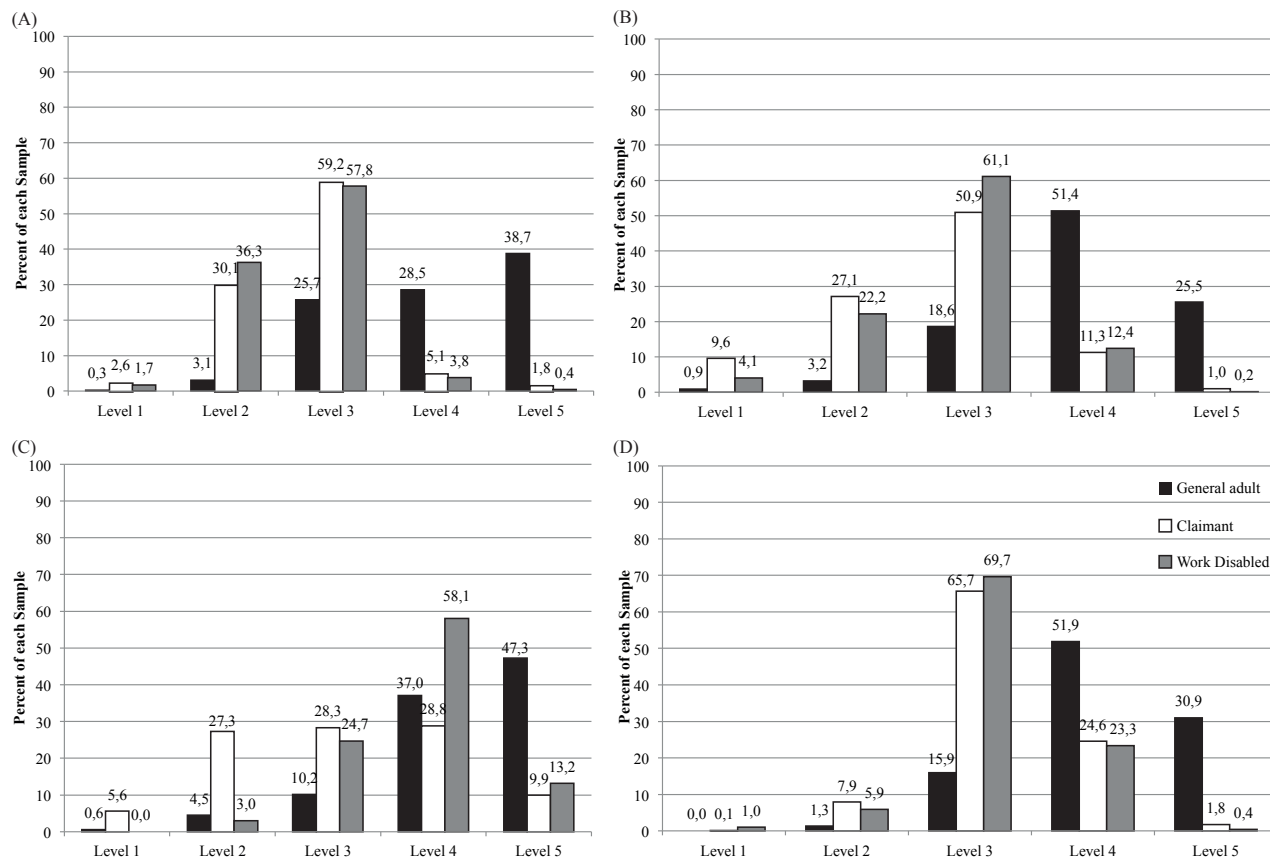 (A)
100
90
80
70
60
50
40
30
20
10
0
Percent of each Sample
0,3 2,6 1,7
3,1 30,1 36,3
25,7 59,2 57,8
28,5 5,1 3,8
38,7 1,8 0,4
Level 1 Level 2 Level 3 Level 4 Level 5
(B)
100
90
80
70
60
50
40
30
20
10
0
Percent of each Sample
0,9 9,6 4,1
3,2 27,1 22,2
18,6 50,9 61,1
51,4 11,3 12,4
25,5 1,0 0,2
Level 1 Level 2 Level 3 Level 4 Level 5
(C)
100
90
80
70
60
50
40
30
20
10
0
Percent of each Sample
0,6 5,6 0,0
4,5 27,3 3,0
10,2 28,3 24,7
37,0 28,8 58,1
47,3 9,9 13,2
Level 1 Level 2 Level 3 Level 4 Level 5
(D)
100
90
80
70
60
50
40
30
20
10
0
Percent of each Sample
0,0 0,1 1,0
1,3 7,9 5,9
15,9 65,7 69,7
51,9 24,6 23,3
30,9 1,8 0,4
Level 1 Level 2 Level 3 Level 4 Level 5
General adult
Claimant
Work Disabled